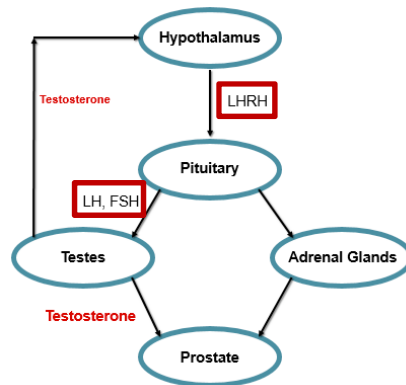 Hypothalamus
Testosterone
LHRH
Pituitary
LH, FSH
Testes
Adrenal Glands
Testosterone
Prostate